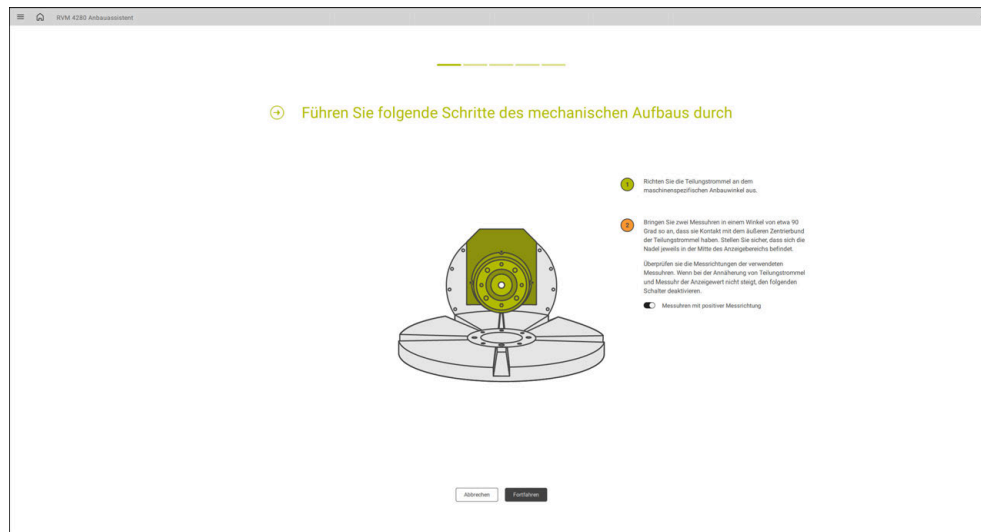 RVM 4280 Anbauassistent
Führen Sie folgende Schritte des mechanischen Aufbaus durch
1
Richten Sie die Teilungstrommel an dem
maschinenspezifischen Anbauwinkel aus.
2
Bringen Sie zwei Messuhren in einem Winkel von etwa 90
Grad so an, dass sie Kontakt mit dem äußeren Zentrierbund
der Teilungstrommel haben. Stellen Sie sicher, dass sich die
Nadel jeweils in der Mitte des Anzeigebereichs befindet.
Überprüfen sie die Messrichtungen der verwendeten
Messuhren. Wenn bei der Annäherung von Teilungstrommel
und Messuhr der Anzeigewert nicht steigt, den folgenden
Schalter deaktivieren.
Messuhren mit positiver Messrichtung
Abbrechen
Fortfahren